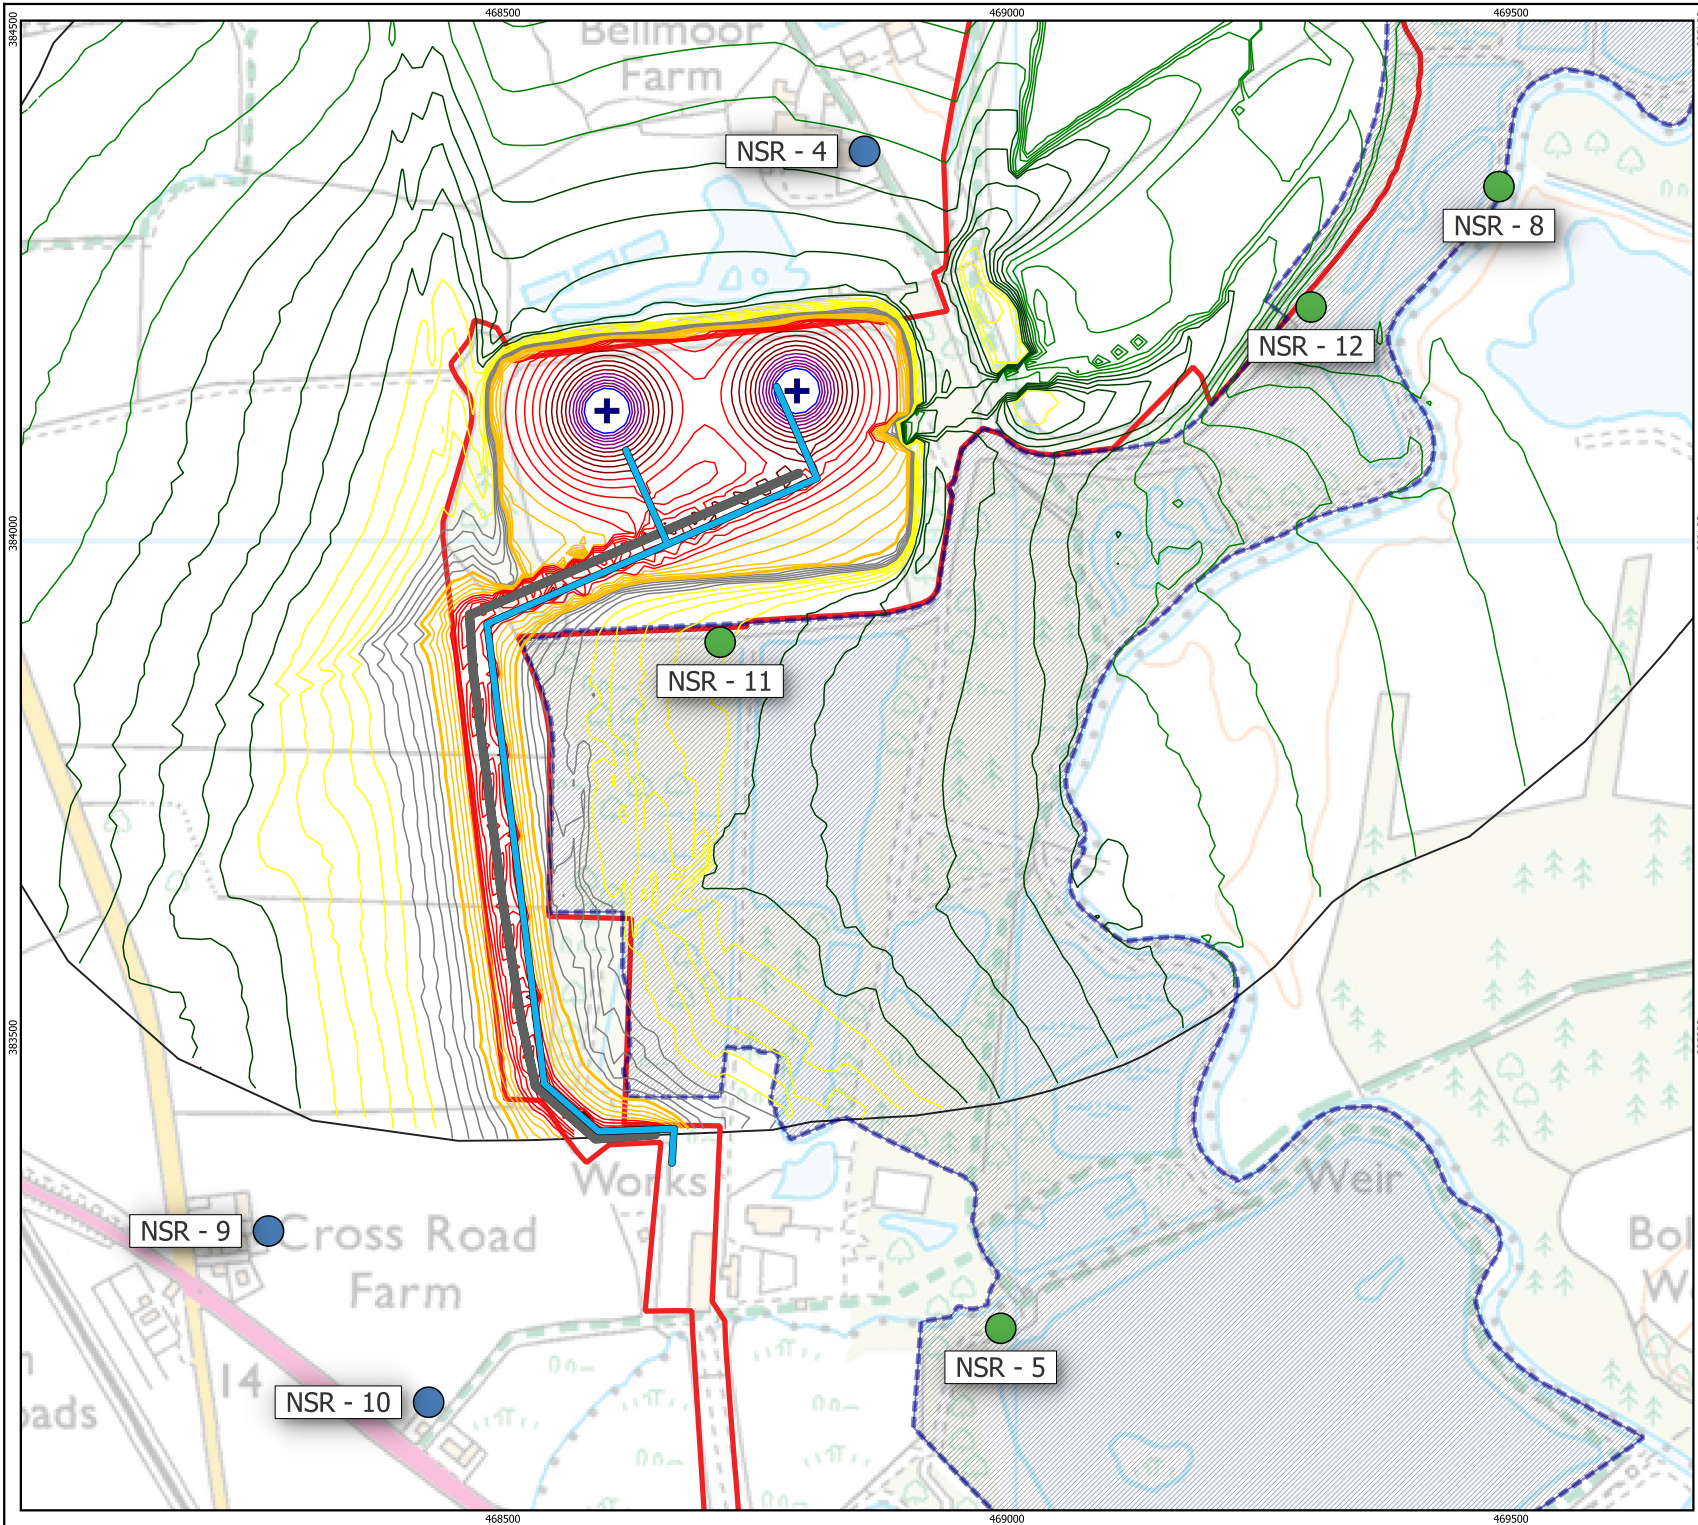 468500
469000
469500
384500
Bellmoor
Farm
NSR - 4
NSR - 8
NSR - 12
384000
NSR - 11
383500
Works
Weir
NSR - 9
Cross Road
Farm
NSR - 5
14
NSR - 10
468500
469000
469500